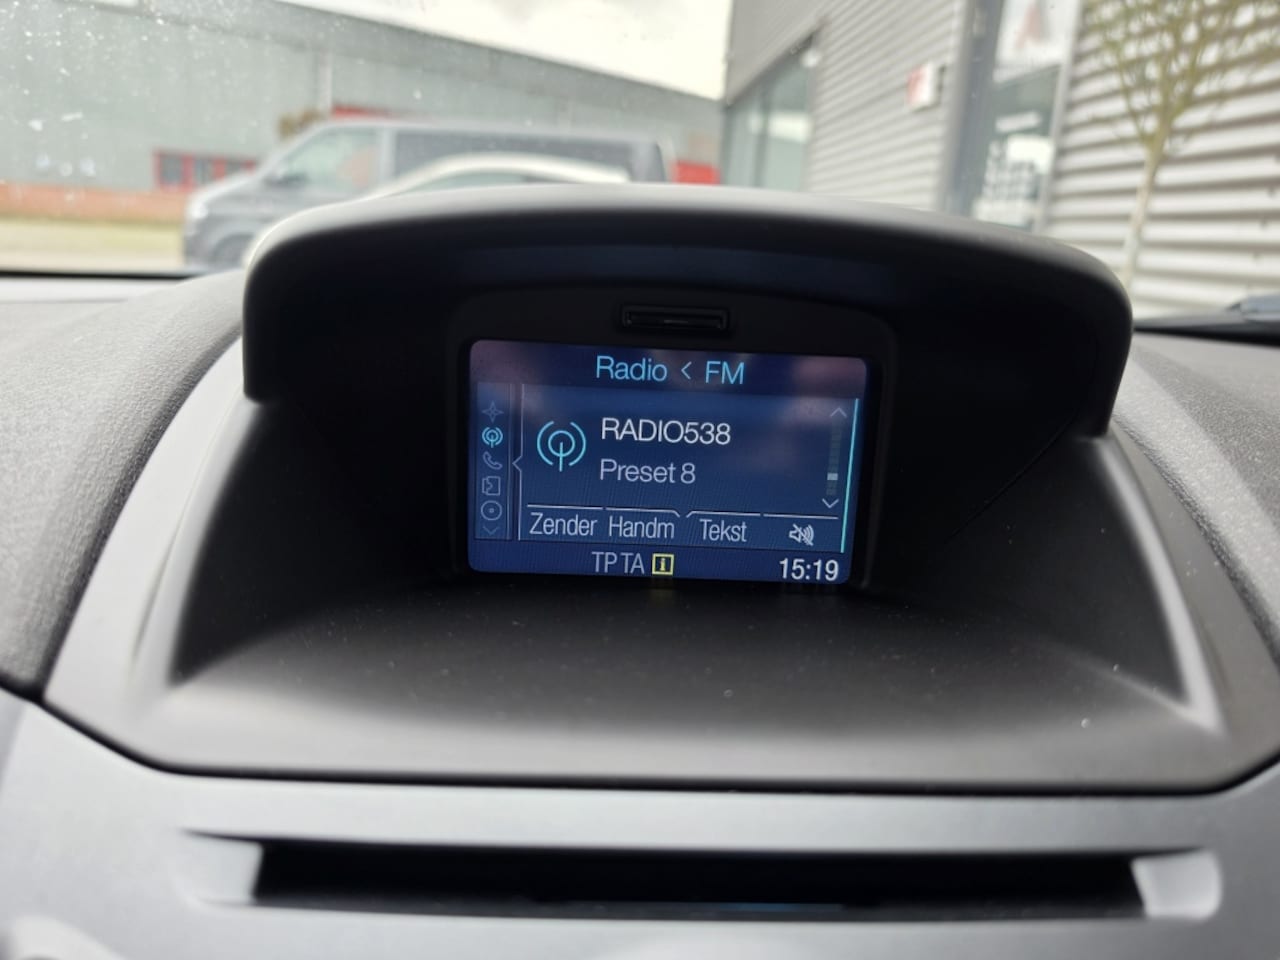 Radio < FM
RADIO538
Preset 8
Zender Handm Tekst
TP TA i 15:19